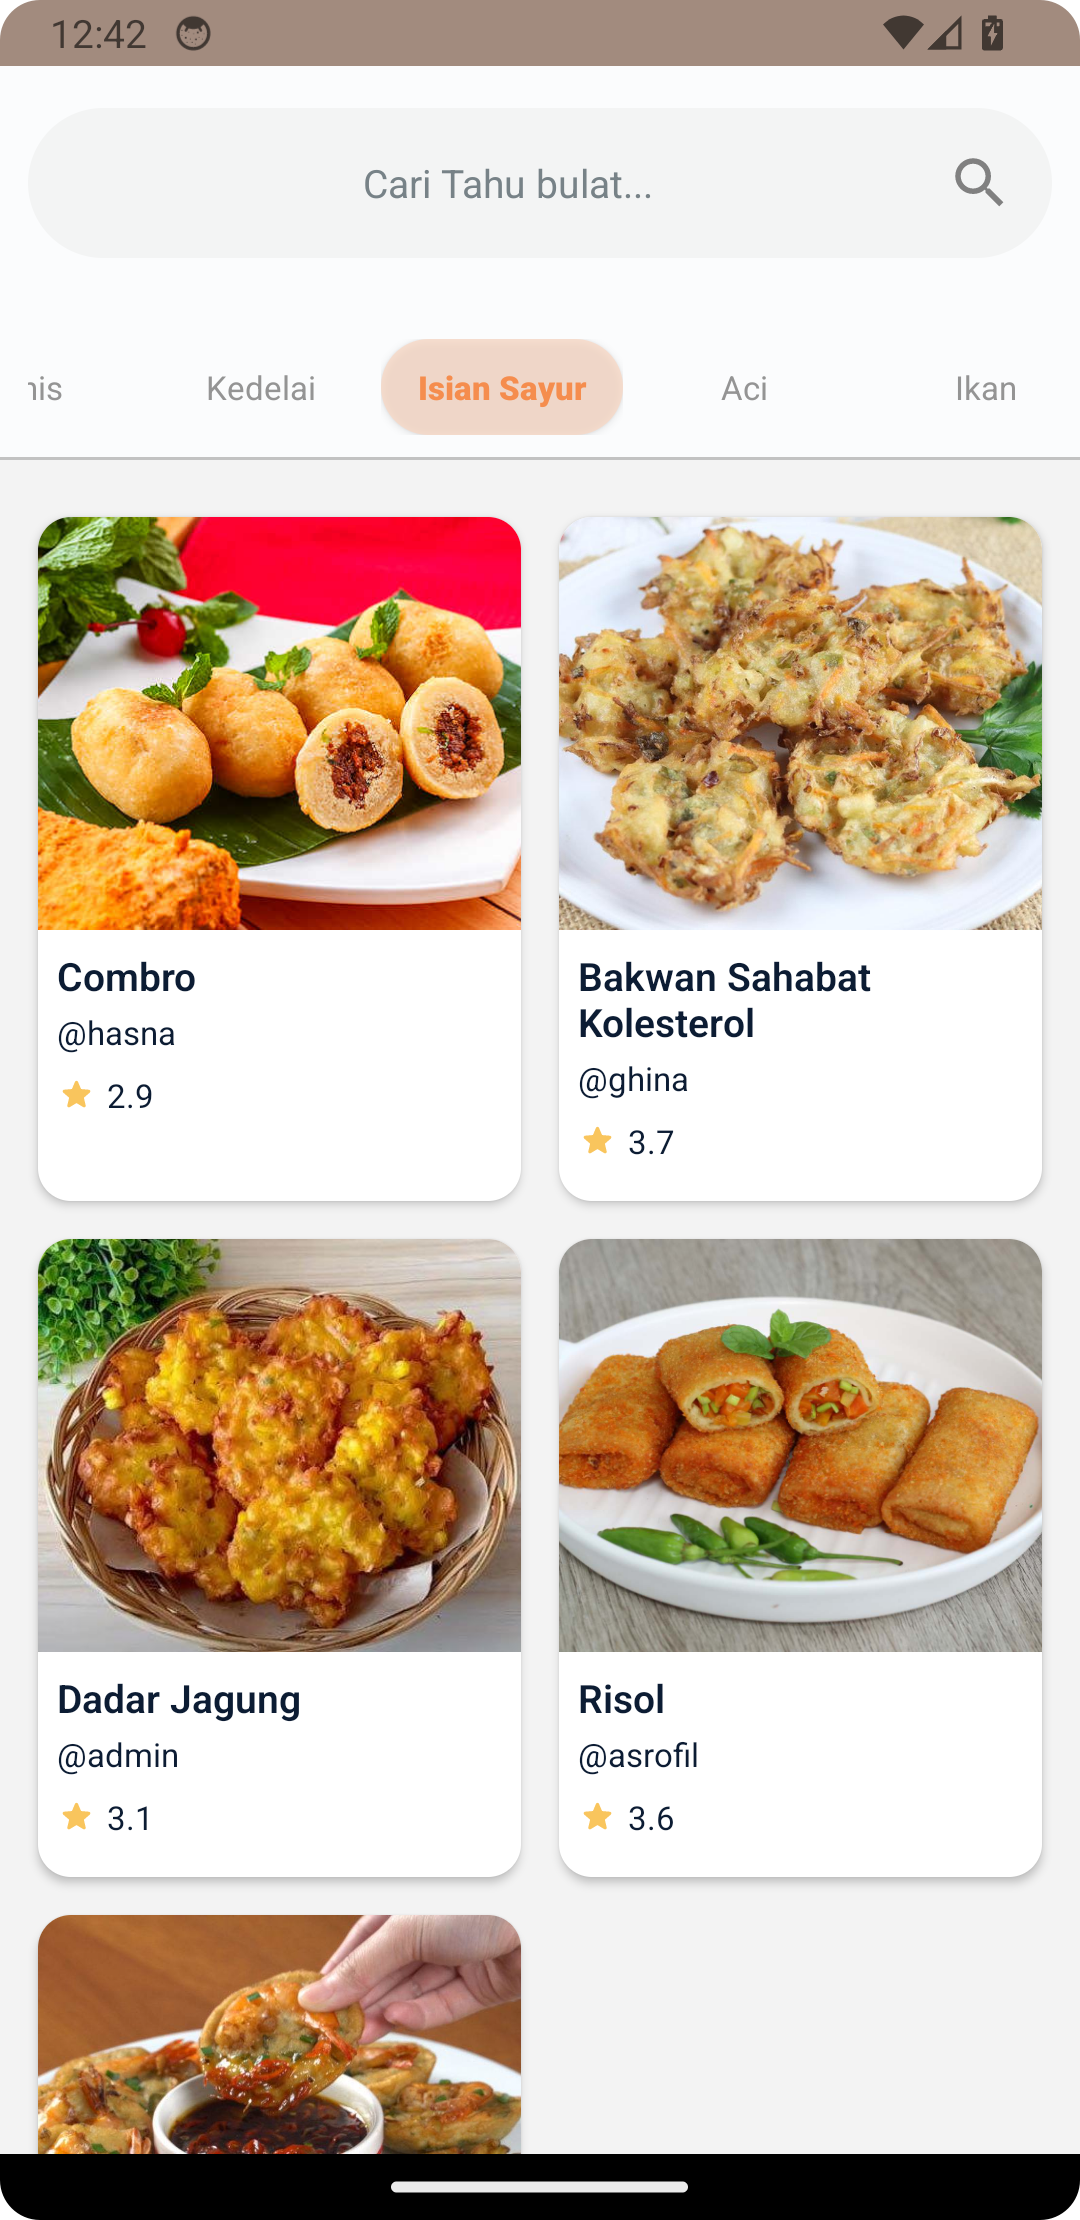 12:42
Cari Tahu bulat...
nis Kedelai Isian Sayur Aci Ikan
Combro
@hasna
2.9
Bakwan Sahabat
Kolesterol
@ghina
3.7
Dadar Jagung
@admin
3.1
Risol
@asrofil
3.6